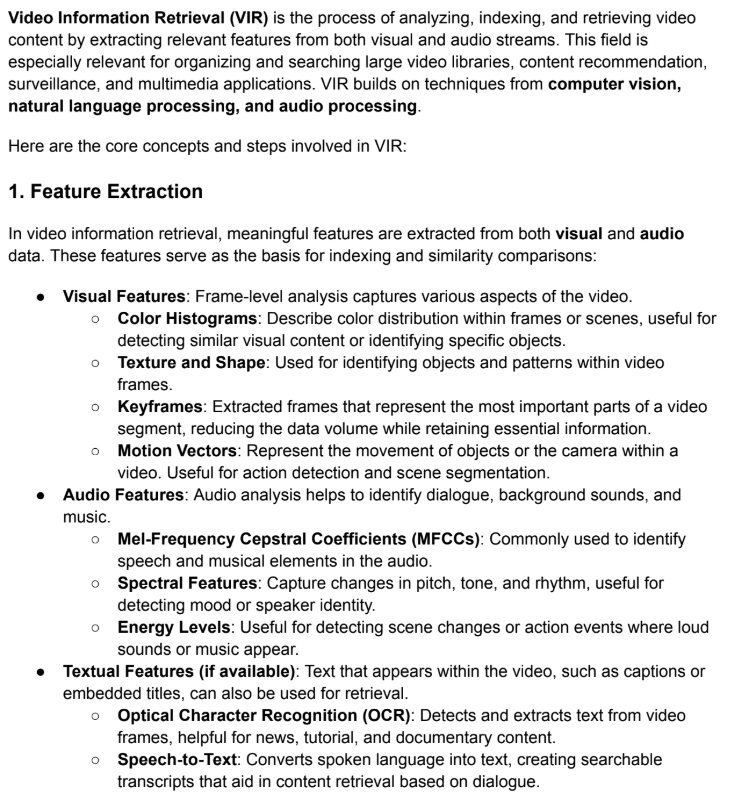 Video Information Retrieval (VIR) is the process of analyzing, indexing, and retrieving video
content by extracting relevant features from both visual and audio streams. This field is
especially relevant for organizing and searching large video libraries, content recommendation,
surveillance, and multimedia applications. VIR builds on techniques from computer vision,
natural language processing, and audio processing.
Here are the core concepts and steps involved in VIR:
1. Feature Extraction
In video information retrieval, meaningful features are extracted from both visual and audio
data. These features serve as the basis for indexing and similarity comparisons:
● Visual Features: Frame-level analysis captures various aspects of the video.
○ Color Histograms: Describe color distribution within frames or scenes, useful for
detecting similar visual content or identifying specific objects.
○ Texture and Shape: Used for identifying objects and patterns within video
frames.
○ Keyframes: Extracted frames that represent the most important parts of a video
segment, reducing the data volume while retaining essential information.
○ Motion Vectors: Represent the movement of objects or the camera within a
video. Useful for action detection and scene segmentation.
● Audio Features: Audio analysis helps to identify dialogue, background sounds, and
music.
○ Mel-Frequency Cepstral Coefficients (MFCCs): Commonly used to identify
speech and musical elements in the audio.
○ Spectral Features: Capture changes in pitch, tone, and rhythm, useful for
detecting mood or speaker identity.
○ Energy Levels: Useful for detecting scene changes or action events where loud
sounds or music appear.
● Textual Features (if available): Text that appears within the video, such as captions or
embedded titles, can also be used for retrieval.
○ Optical Character Recognition (OCR): Detects and extracts text from video
frames, helpful for news, tutorial, and documentary content.
○ Speech-to-Text: Converts spoken language into text, creating searchable
transcripts that aid in content retrieval based on dialogue.